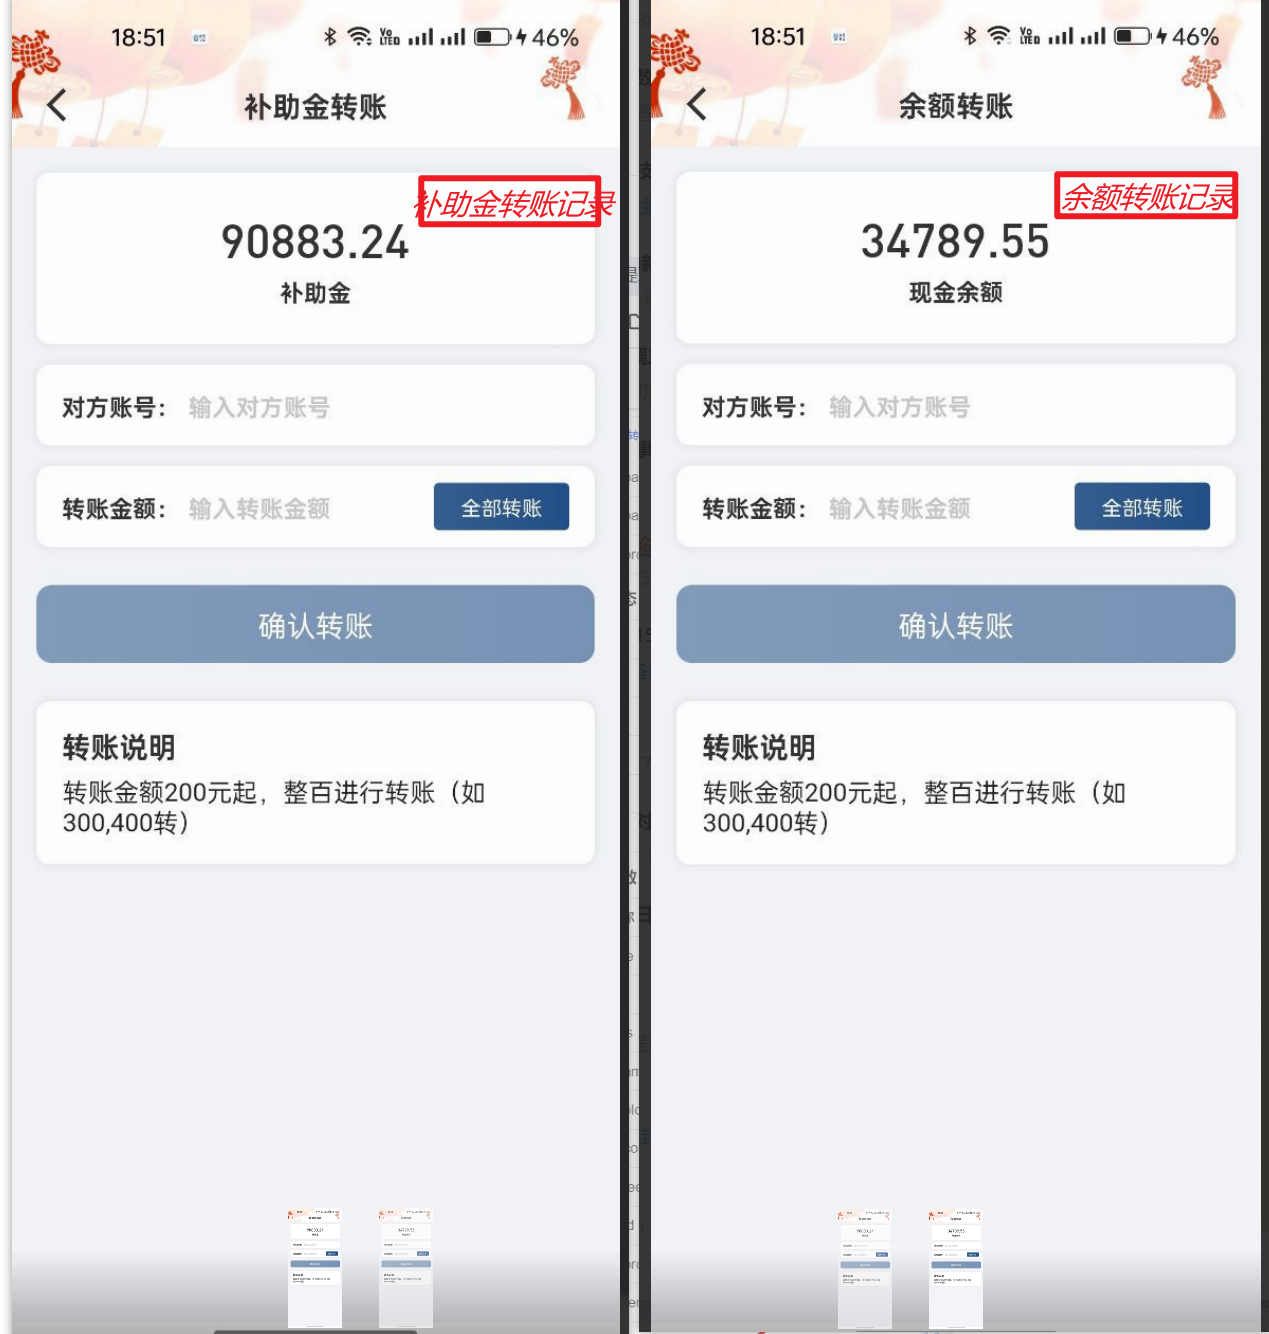 18:51
46%
补助金转账
补助金转账记录
90883.24
补助金
对方账号：
输入对方账号
转账金额：
输入转账金额
全部转账
确认转账
转账说明
转账金额200元起，整百进行转账（如
300,400转）
18:51
46%
余额转账
余额转账记录
34789.55
现金余额
对方账号：
输入对方账号
转账金额：
输入转账金额
全部转账
确认转账
转账说明
转账金额200元起，整百进行转账（如
300,400转）